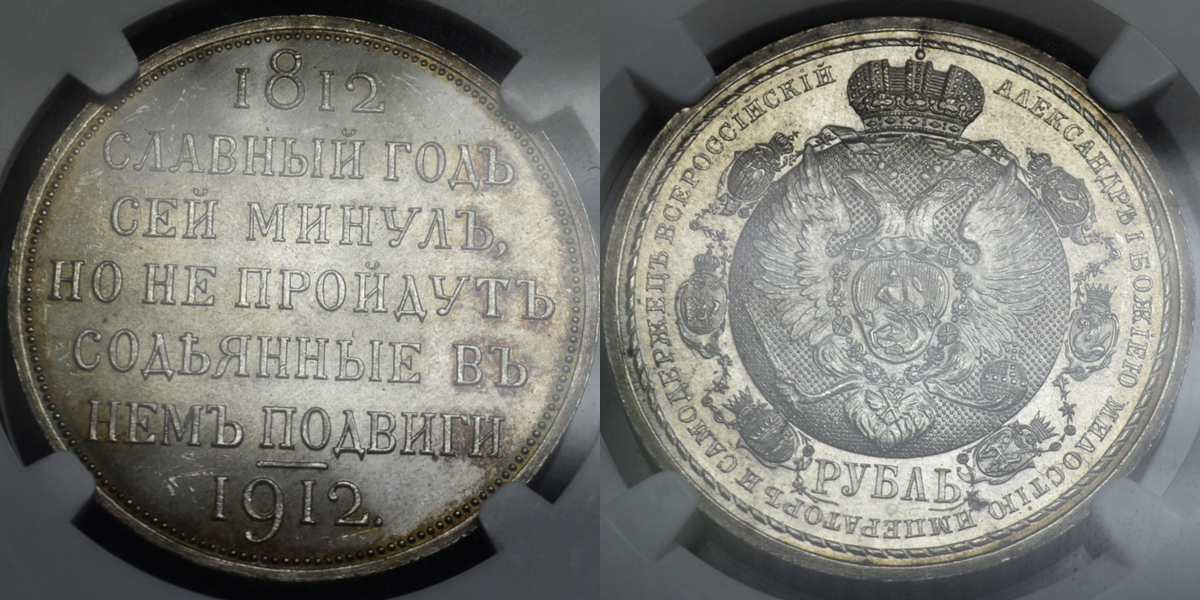 1812
СЛАВНЫЙ ГОДЪ
СЕЙ МИНУЛЪ,
НО НЕ ПРОЙДУТЪ
СОДѢЯННЫЕ ВЪ
НЕМЪ ПОДВИГИ
1912.
АЛЕКСАНДРЪ I БОЖІЕЮ МИЛОСТІЮ ИМПЕРАТОРЪ И САМОДЕРЖЕЦЪ ВСЕРОССІЙСКІЙ
РУБЛЬ